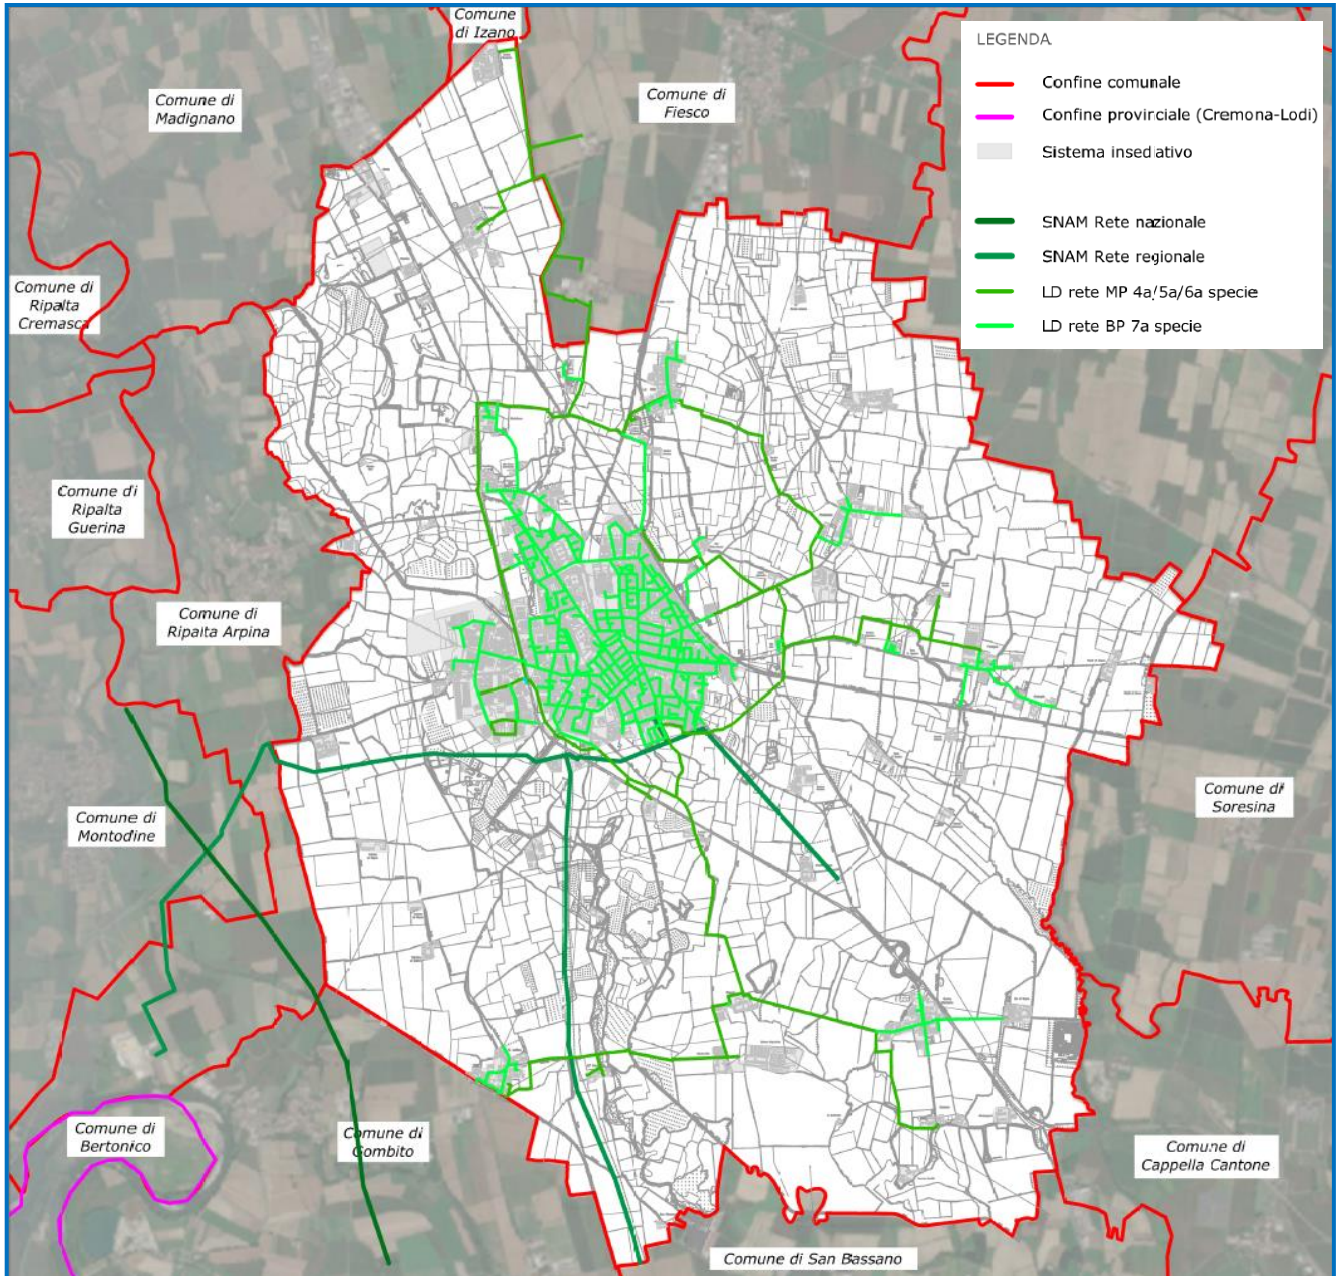 Comune
di Izano
Comune di
Madignano
Comune di
Fiesco
LEGENDA
Confine comunale
Confine provinciale (Cremona-Lodi)
Sistema insediativo
SNAM Rete nazionale
SNAM Rete regionale
LD rete MP 4a/5a/6a specie
LD rete BP 7a specie
Comune di
Ripalta
Cremasca
Comune di
Ripalta
Guerina
Comune di
Ripalta Arpina
Comune di
Montodine
Comune di
Soresina
Comune di
Bertonico
Comune di
Gombito
Comune di
Cappella Cantone
Comune di San Bassano